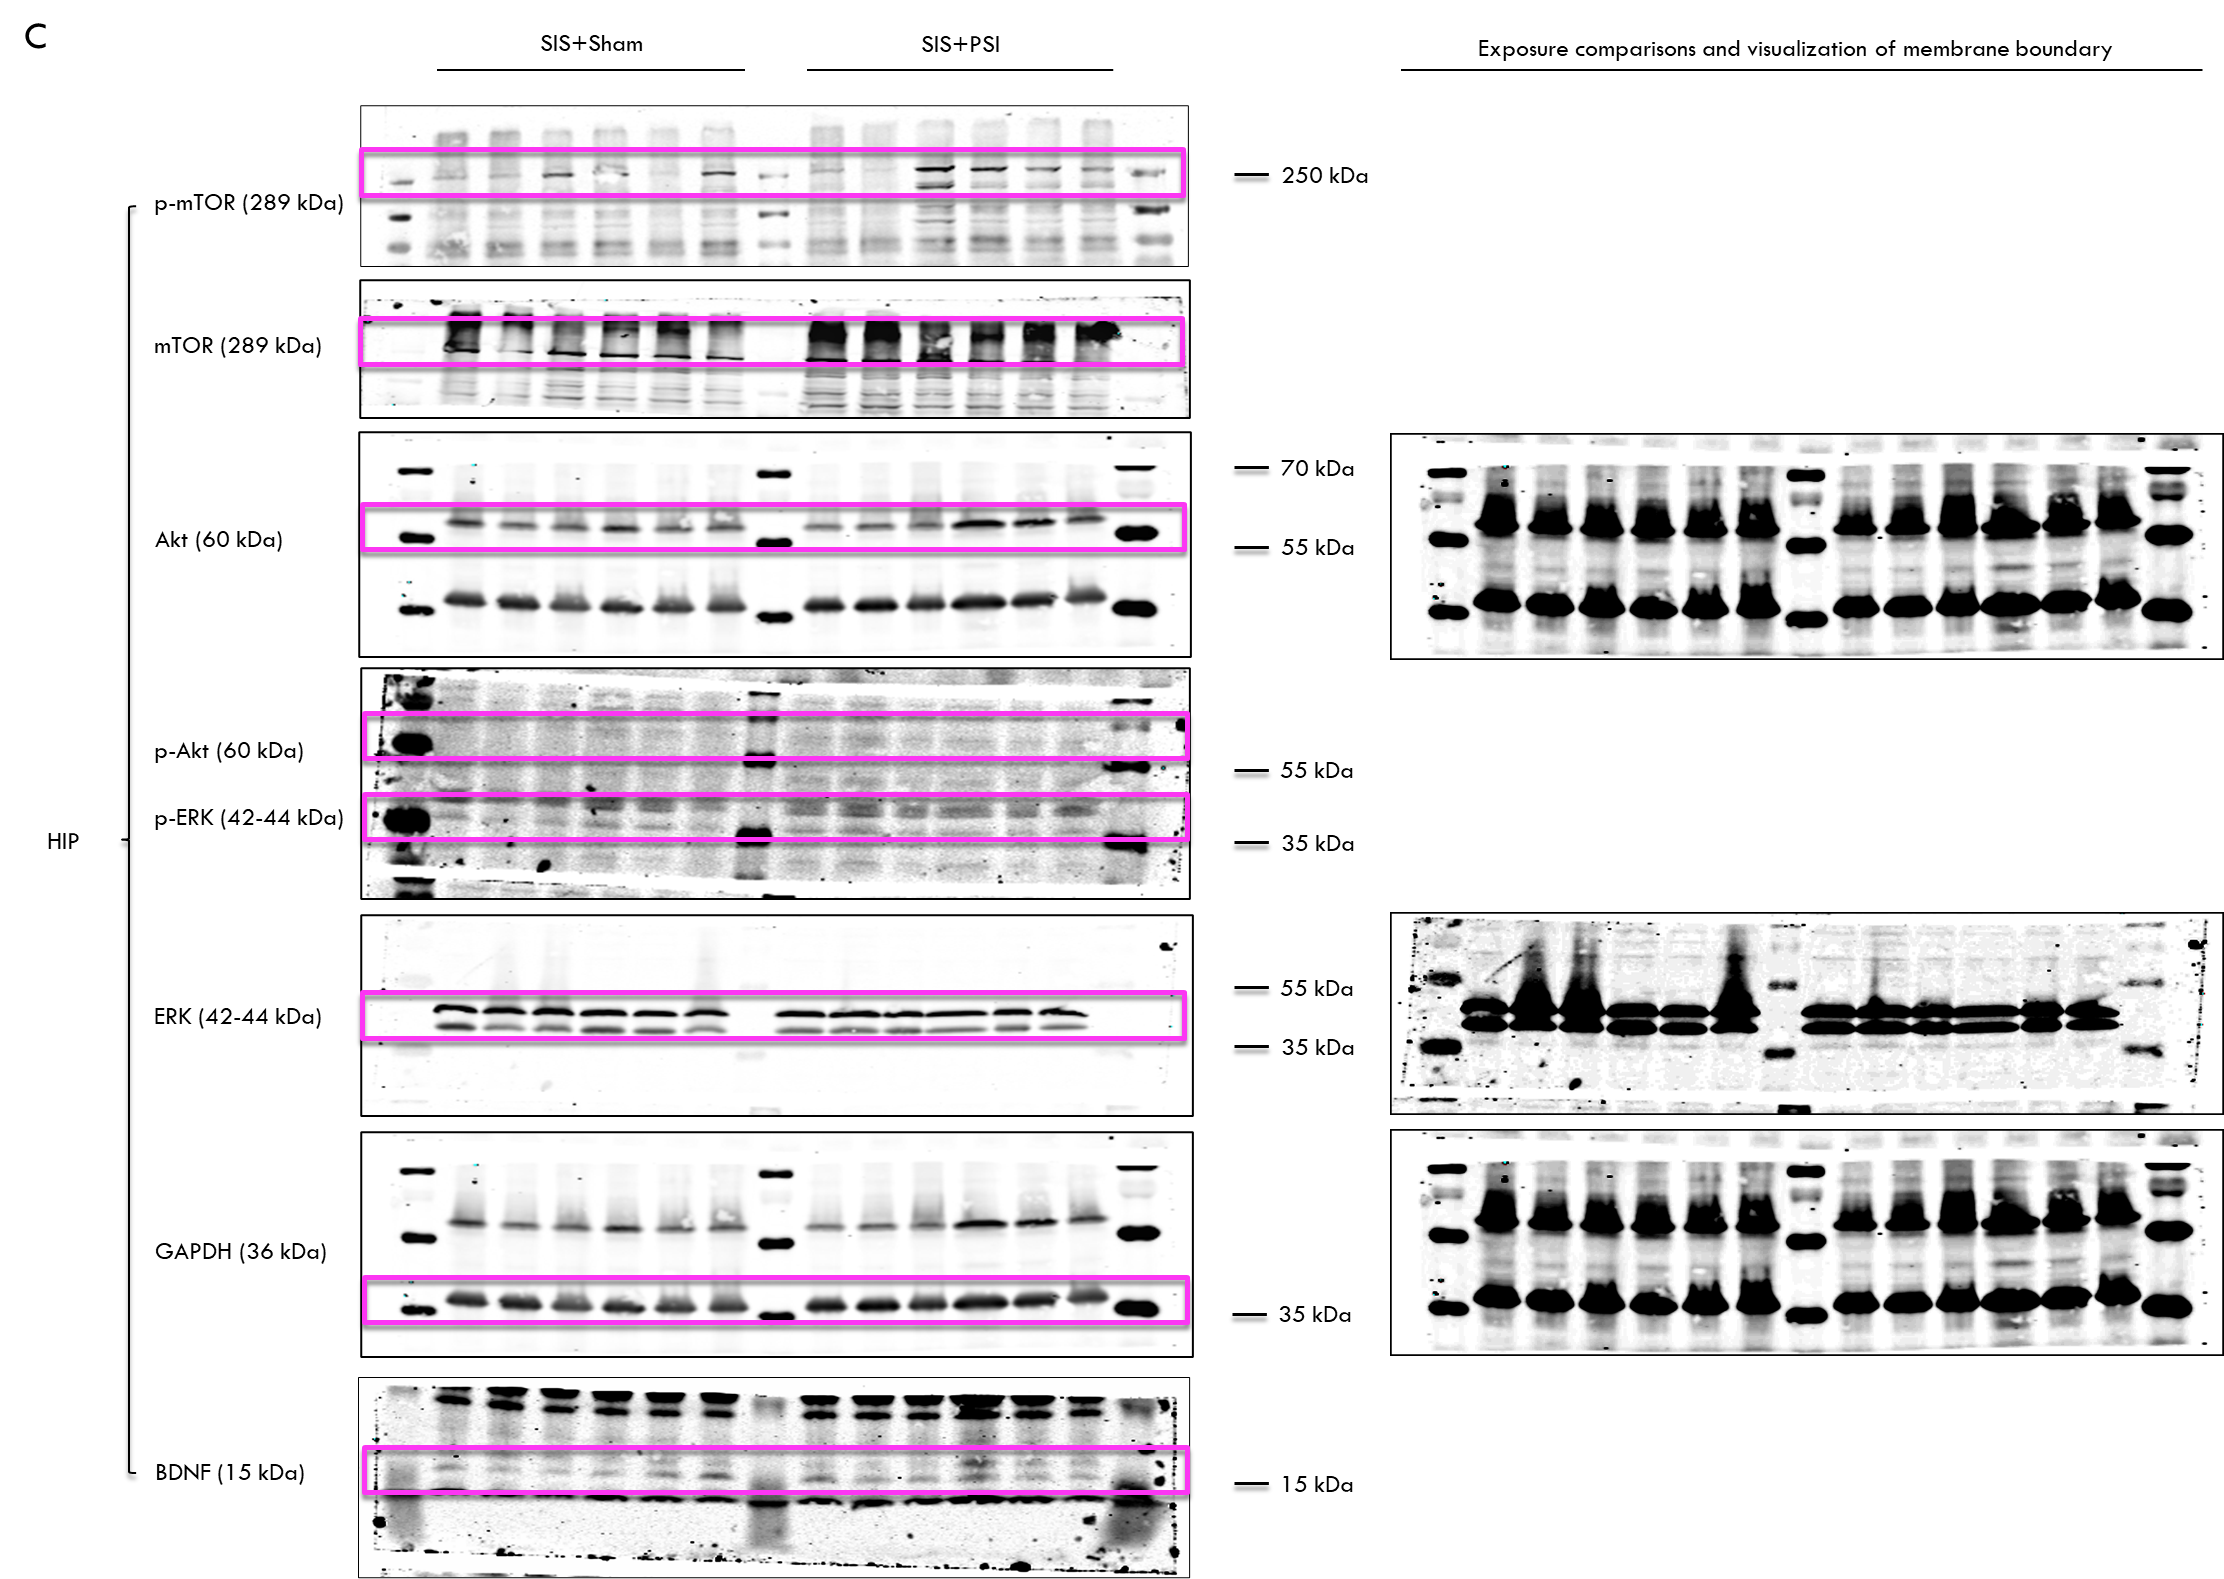 C
SIS+Sham
SIS+PSI
Exposure comparisons and visualization of membrane boundary
p-mTOR (289 kDa)
250 kDa
mTOR (289 kDa)
Akt (60 kDa)
70 kDa
55 kDa
p-Akt (60 kDa)
55 kDa
p-ERK (42-44 kDa)
35 kDa
HIP
ERK (42-44 kDa)
55 kDa
35 kDa
GAPDH (36 kDa)
35 kDa
BDNF (15 kDa)
15 kDa